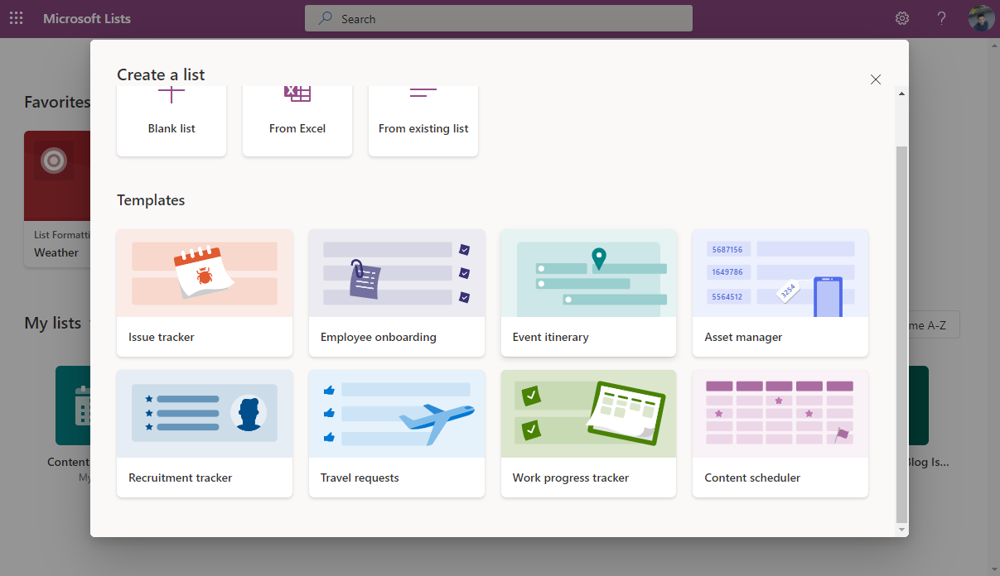 Microsoft Lists
Search
?
Create a list
Favorites
Blank list
From Excel
From existing list
Templates
List Formatti
Weather
5687156
1649786
5564512
3254
Issue tracker
Employee onboarding
Event itinerary
Asset manager
My lists
me A-Z
Recruitment tracker
Travel requests
Work progress tracker
Content scheduler
Content
My
Blog Is...